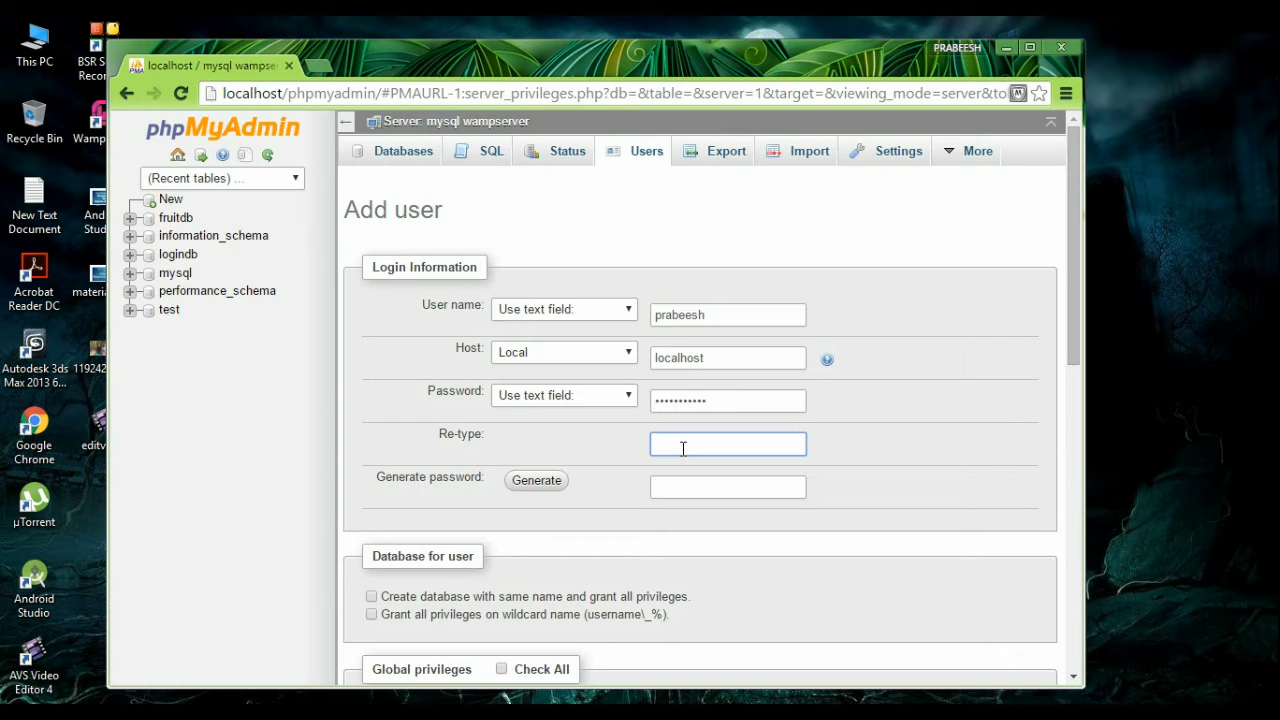 This PC
BSR S
Recor
Recycle Bin
Wamp
New Text
Document
And
Stud
Acrobat
Reader DC
materia
Autodesk 3ds
Max 2013 6...
119242
Google
Chrome
editv
µTorrent
Android
Studio
AVS Video
Editor 4
PRABEESH
localhost / mysql wampse
localhost/phpmyadmin/#PMAURL-1:server_privileges.php?db=&table=&server=1&target=&viewing_mode=server&to
phpMyAdmin
(Recent tables) ...
New
fruitdb
information_schema
logindb
mysql
performance_schema
test
Server: mysql wampserver
Databases SQL Status Users Export Import Settings More
Add user
Login Information
User name: Use text field: prabeesh
Host: Local localhost
Password: Use text field: •••••••••••
Re-type:
Generate password: Generate
Database for user
Create database with same name and grant all privileges.
Grant all privileges on wildcard name (username\_%).
Global privileges Check All